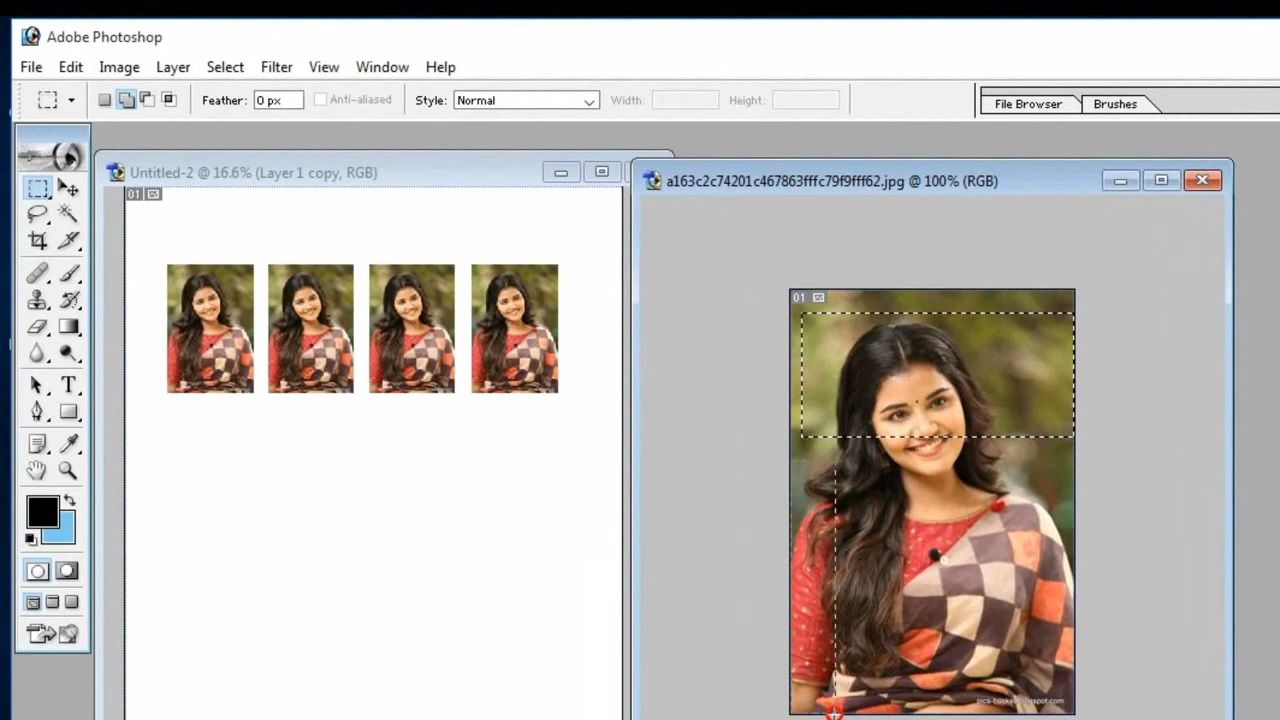 Adobe Photoshop
File Edit Image Layer Select Filter View Window Help
Feather: 0 px Anti-aliased Style: Normal Width: Height: File Browser Brushes
Untitled-2 @ 16.6% (Layer 1 copy, RGB)
a163c2c74201c467863fffc79f9fff62.jpg @ 100% (RGB)
01
01
T